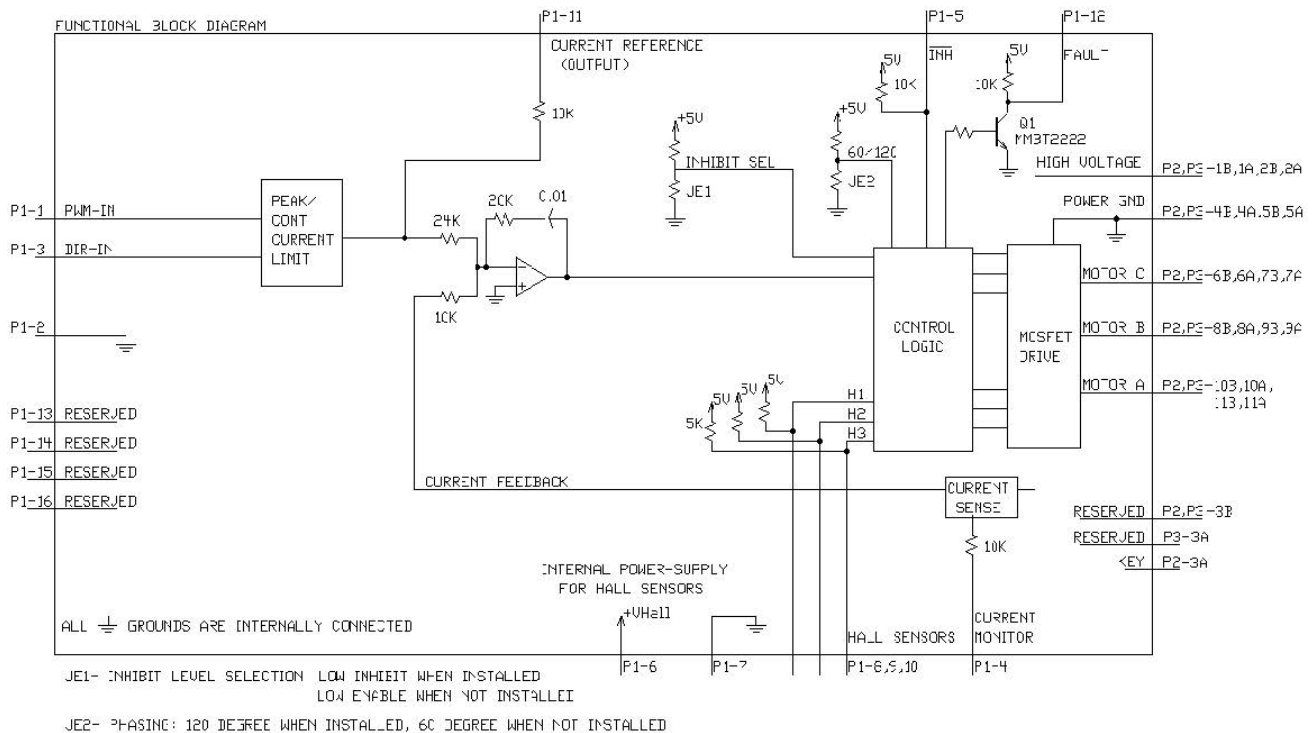 FUNCTIONAL BLOCK DIAGRAM
P1-11
P1-5
P1-12
CURRENT REFERENCE
(OUTPUT)
INH
FAULT
5V
10K
5V
10K
10K
Q1
MM3T2222
+5V
+5V
INHIBIT SEL
60/120
JE1
JE2
HIGH VOLTAGE
P2,P3-1B,1A,2B,2A
POWER GND
P2,P3-4B,4A,5B,5A
P1-1
PWM-IN
P1-3
DIR-IN
PEAK/
CONT
CURRENT
LIMIT
24K
20K
0.01
10K
P1-2
CONTROL
LOGIC
MOSFET
DRIVE
MOTOR C
P2,P3-6B,6A,7B,7A
MOTOR B
P2,P3-8B,8A,9B,9A
MOTOR A
P2,P3-10B,10A,
11B,11A
P1-13 RESERVED
P1-14 RESERVED
P1-15 RESERVED
P1-16 RESERVED
5V
5V
5V
5K
H1
H2
H3
CURRENT FEEDBACK
CURRENT
SENSE
10K
RESERVED
P2,P3-3B
RESERVED
P3-3A
KEY
P2-3A
INTERNAL POWER-SUPPLY
FOR HALL SENSORS
+VHall
ALL GROUNDS ARE INTERNALLY CONNECTED
HALL SENSORS
CURRENT
MONITOR
P1-6
P1-7
P1-8,9,10
P1-4
JE1- INHIBIT LEVEL SELECTION LOW INHIBIT WHEN INSTALLED
LOW ENABLE WHEN NOT INSTALLED
JE2- PHASING: 120 DEGREE WHEN INSTALLED, 60 DEGREE WHEN NOT INSTALLED